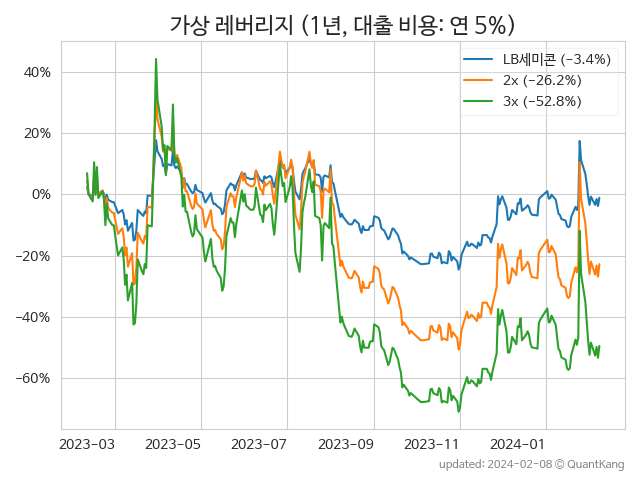 가상 레버리지 (1년, 대출 비용: 연 5%)
LB세미콘 (−3.4%)
2x (−26.2%)
3x (−52.8%)
40%
20%
0%
−20%
−40%
−60%
2023-03 2023-05 2023-07 2023-09 2023-11 2024-01
updated: 2024-02-08 © QuantKang